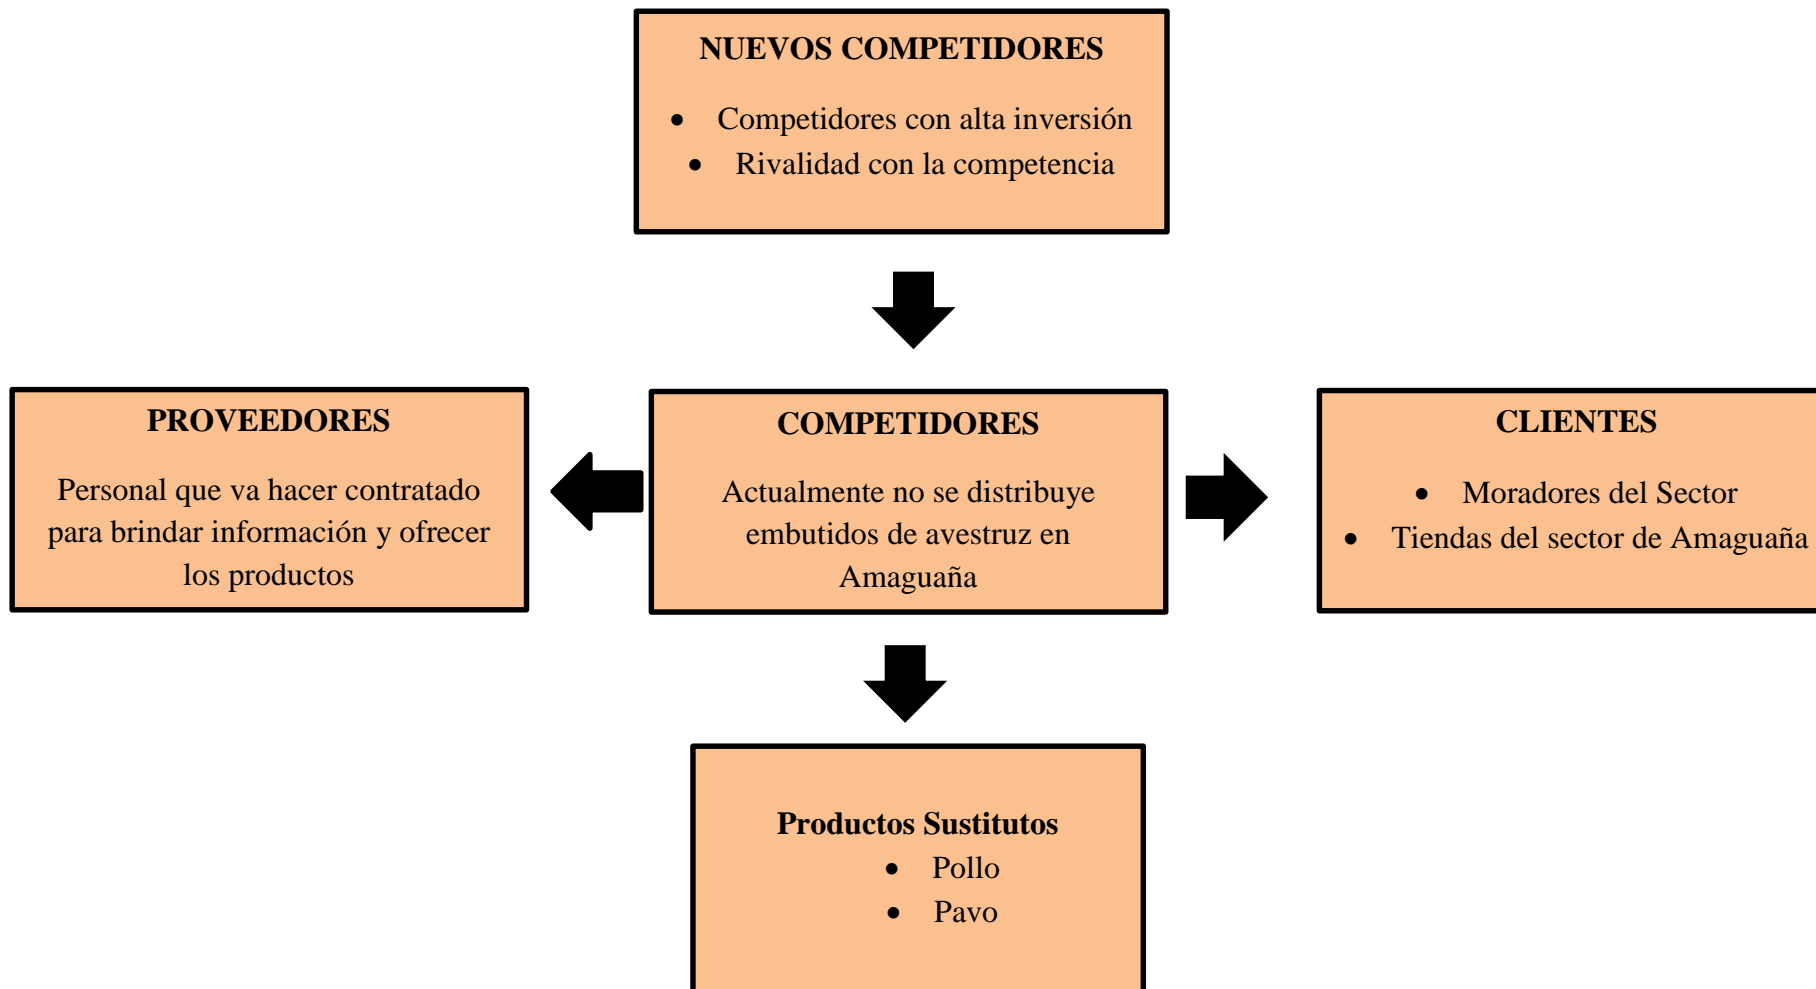 NUEVOS COMPETIDORES
• Competidores con alta inversión
• Rivalidad con la competencia
PROVEEDORES
Personal que va hacer contratado
para brindar información y ofrecer
los productos
COMPETIDORES
Actualmente no se distribuye
embutidos de avestruz en
Amaguaña
CLIENTES
• Moradores del Sector
• Tiendas del sector de Amaguaña
Productos Sustitutos
• Pollo
• Pavo